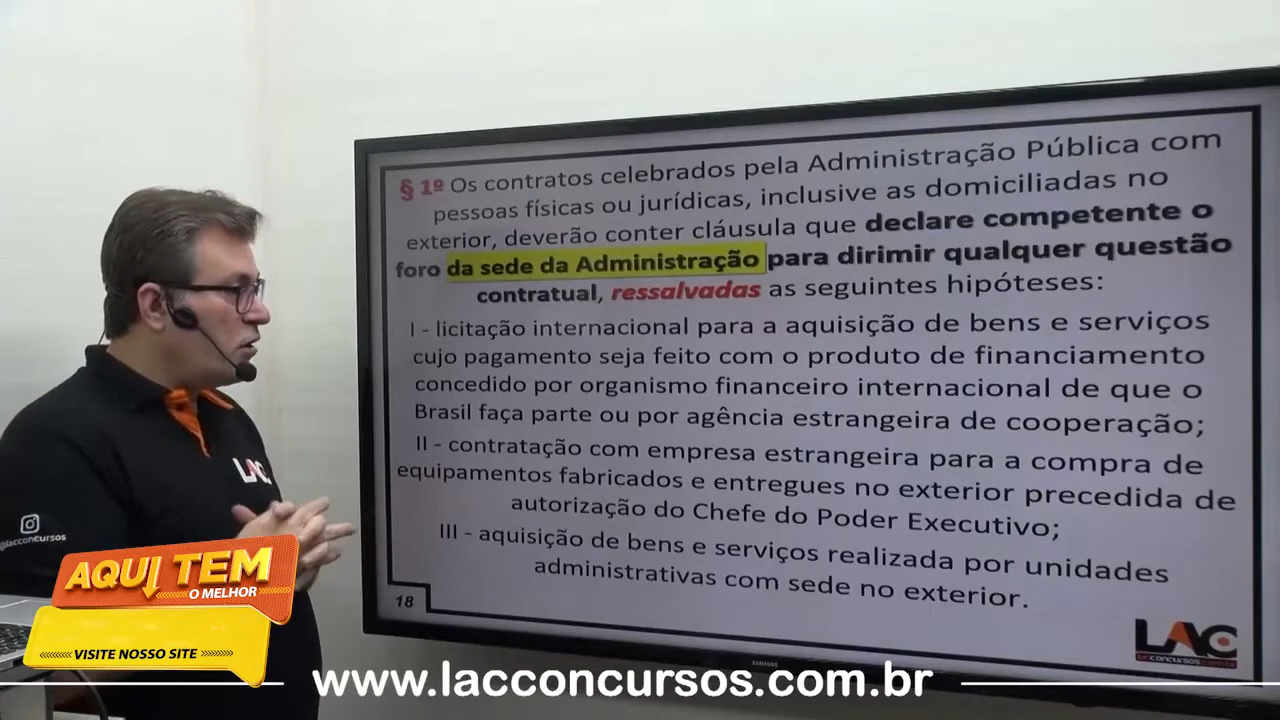 § 1º Os contratos celebrados pela Administração Pública com
pessoas físicas ou jurídicas, inclusive as domiciliadas no
exterior, deverão conter cláusula que declare competente o
foro da sede da Administração para dirimir qualquer questão
contratual, ressalvadas as seguintes hipóteses:
I - licitação internacional para a aquisição de bens e serviços
cujo pagamento seja feito com o produto de financiamento
concedido por organismo financeiro internacional de que o
Brasil faça parte ou por agência estrangeira de cooperação;
II - contratação com empresa estrangeira para a compra de
equipamentos fabricados e entregues no exterior precedida de
autorização do Chefe do Poder Executivo;
III - aquisição de bens e serviços realizada por unidades
administrativas com sede no exterior.
18
LAC
lacconcursos.com.br
SAMSUNG
LAC
@lacconcursos
AQUI TEM
O MELHOR
VISITE NOSSO SITE
www.lacconcursos.com.br